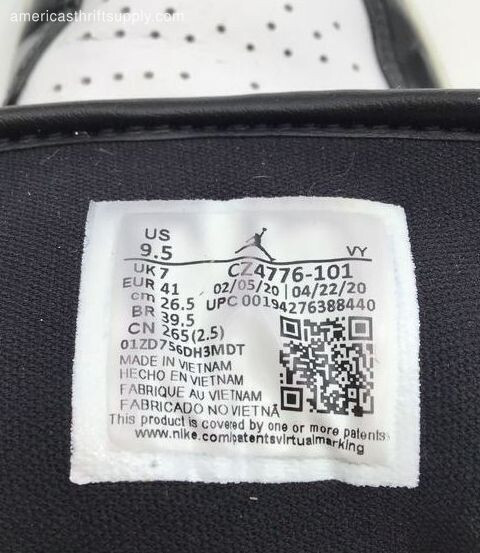 americasthriftsupply.com
US
9.5
VY
UK 7
CZ4776-101
EUR 41
02/05/20 | 04/22/20
cm 26.5
UPC 00194276388440
BR 39.5
CN 265(2.5)
01ZD756DH3MDT
MADE IN VIETNAM
HECHO EN VIETNAM
FABRIQUE AU VIETNAM
FABRICADO NO VIETNÃ
This product is covered by one or more patents
www.nike.com/patentsvirtualmarking